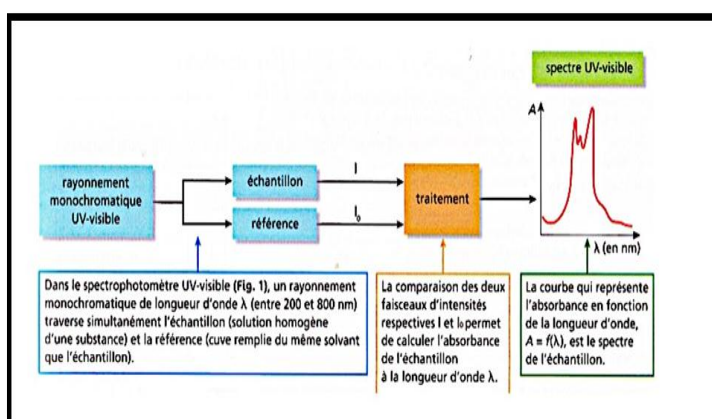 spectre UV-visible
A
rayonnement
monochromatique
UV-visible
échantillon
I
référence
I₀
traitement
λ (en nm)
Dans le spectrophotomètre UV-visible (Fig. 1), un rayonnement
monochromatique de longueur d'onde λ (entre 200 et 800 nm)
traverse simultanément l'échantillon (solution homogène
d'une substance) et la référence (cuve remplie du même solvant
que l'échantillon).
La comparaison des deux
faisceaux d'intensités
respectives I et I₀ permet
de calculer l'absorbance
de l'échantillon
à la longueur d'onde λ.
La courbe qui représente
l'absorbance en fonction
de la longueur d'onde,
A = f(λ), est le spectre
de l'échantillon.